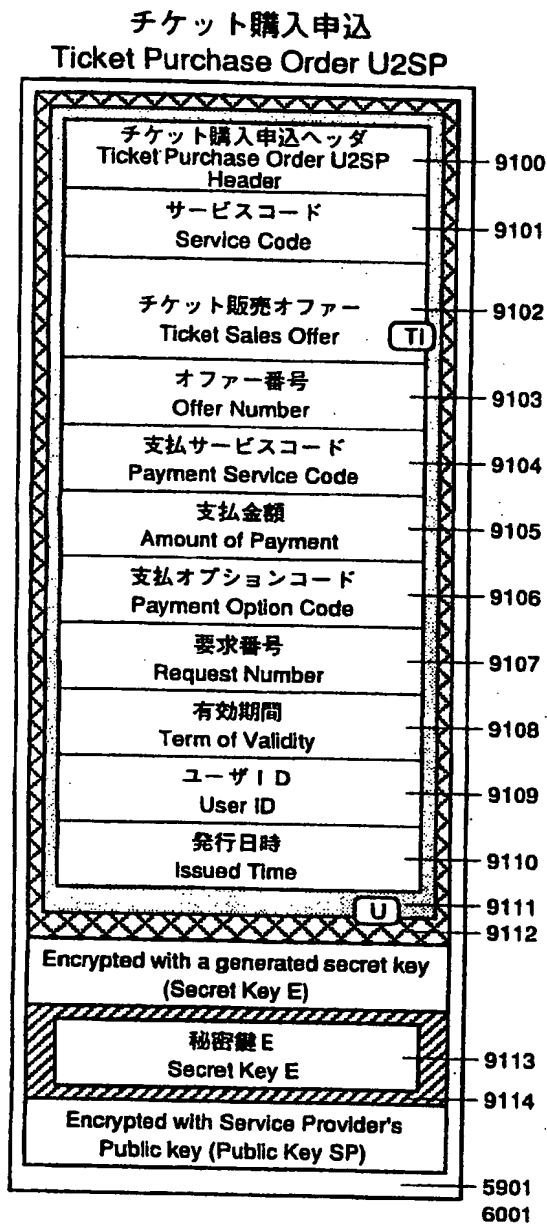 チケット購入申込
Ticket Purchase Order U2SP
チケット購入申込ヘッダ
Ticket Purchase Order U2SP
Header
9100
サービスコード
Service Code
9101
チケット販売オファー
Ticket Sales Offer
9102
TI
オファー番号
Offer Number
9103
支払サービスコード
Payment Service Code
9104
支払金額
Amount of Payment
9105
支払オプションコード
Payment Option Code
9106
要求番号
Request Number
9107
有効期間
Term of Validity
9108
ユーザID
User ID
9109
発行日時
Issued Time
9110
U
9111
9112
Encrypted with a generated secret key
(Secret Key E)
秘密鍵E
Secret Key E
9113
9114
Encrypted with Service Provider's
Public key (Public Key SP)
5901
6001